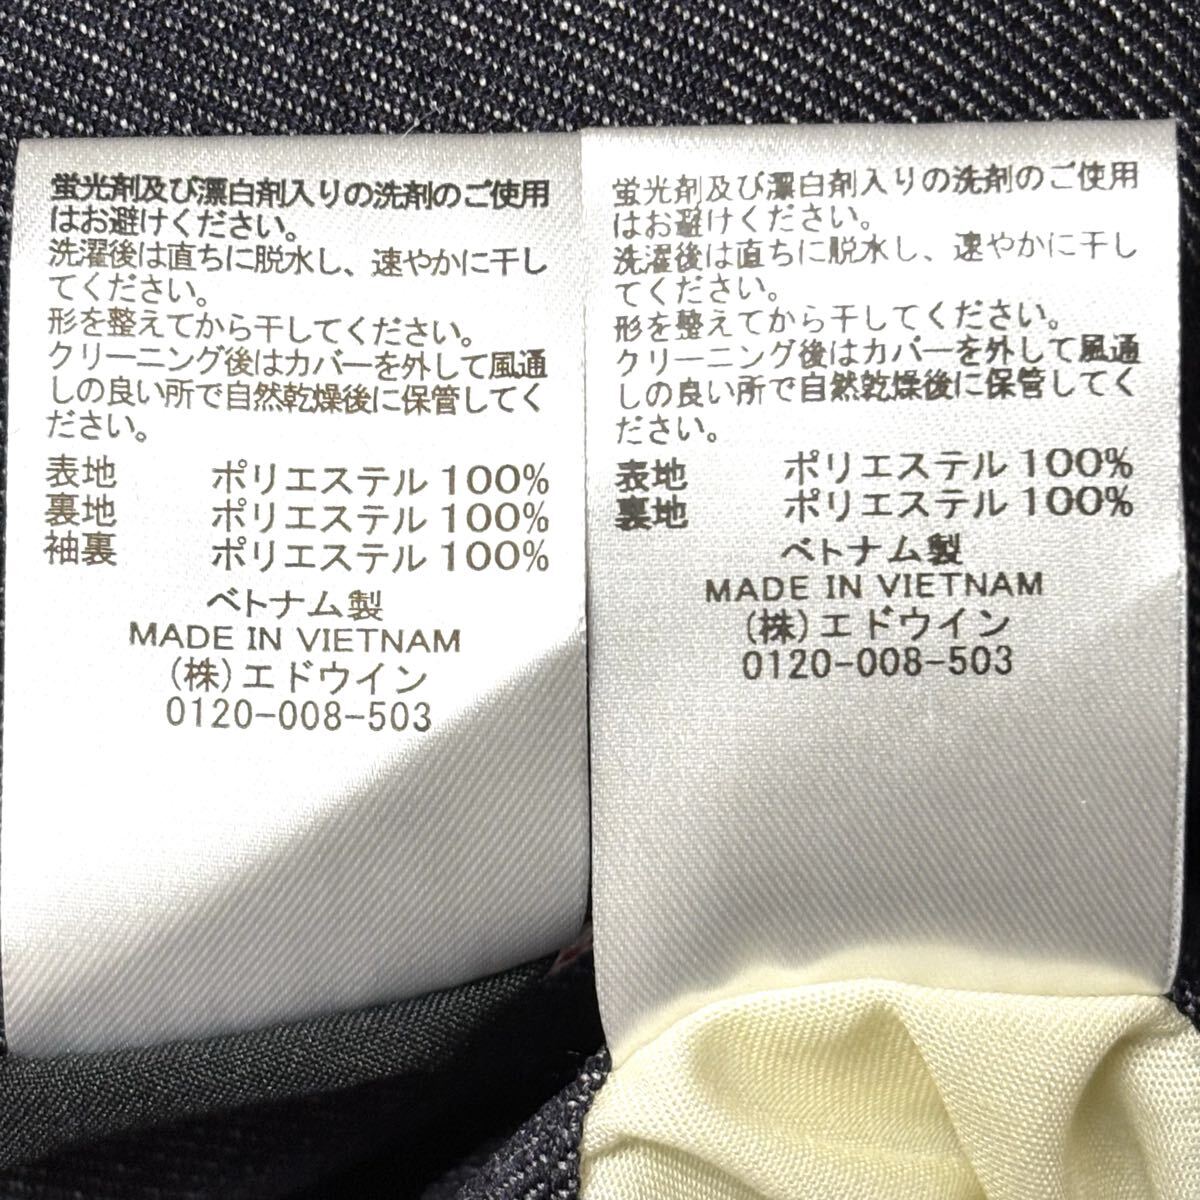 蛍光剤及び漂白剤入りの洗剤のご使用
はお避けください。
洗濯後は直ちに脱水し、速やかに干し
てください。
形を整えてから干してください。
クリーニング後はカバーを外して風通
しの良い所で自然乾燥後に保管してく
ださい。
表地 ポリエステル 100%
裏地 ポリエステル 100%
袖裏 ポリエステル 100%
ベトナム製
MADE IN VIETNAM
(株)エドウイン
0120-008-503
蛍光剤及び漂白剤入りの洗剤のご使用
はお避けください。
洗濯後は直ちに脱水し、速やかに干し
てください。
形を整えてから干してください。
クリーニング後はカバーを外して風通
しの良い所で自然乾燥後に保管してく
ださい。
表地 ポリエステル 100%
裏地 ポリエステル 100%
ベトナム製
MADE IN VIETNAM
(株)エドウイン
0120-008-503